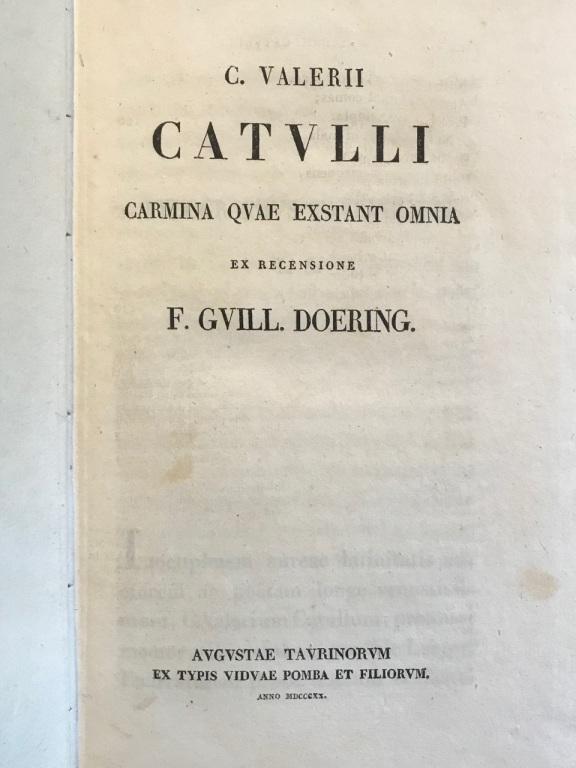 C. VALERII
CATVLLI
CARMINA QVAE EXSTANT OMNIA
EX RECENSIONE
F. GVILL. DOERING.
AVGVSTAE TAVRINORVM
EX TYPIS VIDVAE POMBA ET FILIORVM.
ANNO MDCCCXX.